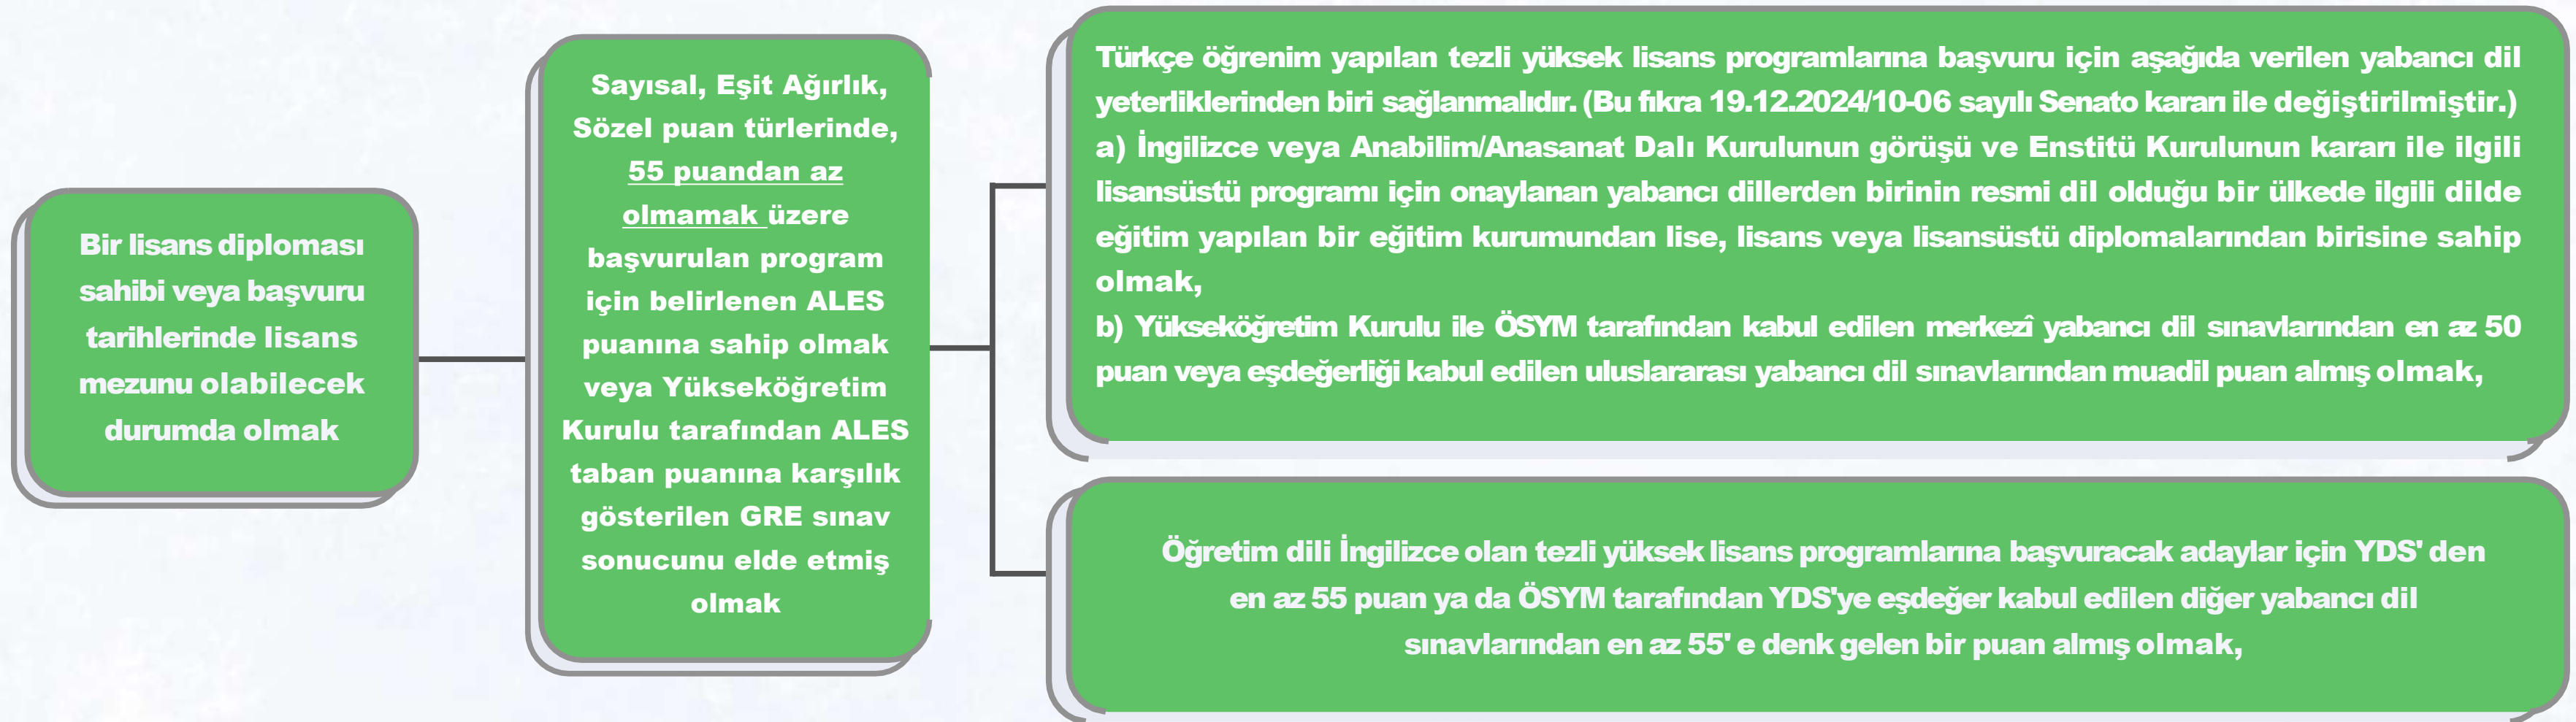 Bir lisans diploması
sahibi veya başvuru
tarihlerinde lisans
mezunu olabilecek
durumda olmak
Sayısal, Eşit Ağırlık,
Sözel puan türlerinde,
55 puandan az
olmamak üzere
başvurulan program
için belirlenen ALES
puanına sahip olmak
veya Yükseköğretim
Kurulu tarafından ALES
taban puanına karşılık
gösterilen GRE sınav
sonucunu elde etmiş
olmak
Türkçe öğrenim yapılan tezli yüksek lisans programlarına başvuru için aşağıda verilen yabancı dil
yeterliklerinden biri sağlanmalıdır. (Bu fıkra 19.12.2024/10-06 sayılı Senato kararı ile değiştirilmiştir.)
a) İngilizce veya Anabilim/Anasanat Dalı Kurulunun görüşü ve Enstitü Kurulunun kararı ile ilgili
lisansüstü programı için onaylanan yabancı dillerden birinin resmi dil olduğu bir ülkede ilgili dilde
eğitim yapılan bir eğitim kurumundan lise, lisans veya lisansüstü diplomalarından birisine sahip
olmak,
b) Yükseköğretim Kurulu ile ÖSYM tarafından kabul edilen merkezî yabancı dil sınavlarından en az 50
puan veya eşdeğerliği kabul edilen uluslararası yabancı dil sınavlarından muadil puan almış olmak,
Öğretim dili İngilizce olan tezli yüksek lisans programlarına başvuracak adaylar için YDS' den
en az 55 puan ya da ÖSYM tarafından YDS'ye eşdeğer kabul edilen diğer yabancı dil
sınavlarından en az 55' e denk gelen bir puan almış olmak,